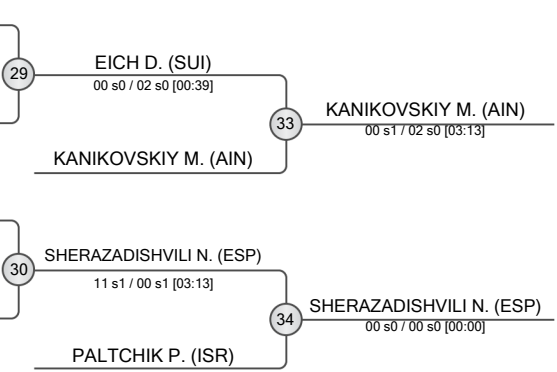 EICH D. (SUI)
29
00 s0 / 02 s0 [00:39]
KANIKOVSKIY M. (AIN)
33
00 s1 / 02 s0 [03:13]
KANIKOVSKIY M. (AIN)
SHERAZADISHVILI N. (ESP)
30
11 s1 / 00 s1 [03:13]
SHERAZADISHVILI N. (ESP)
34
00 s0 / 00 s0 [00:00]
PALTCHIK P. (ISR)